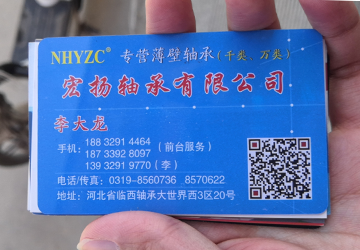 NHYZC® 专营薄壁轴承(千类、万类)
宏扬轴承有限公司
李大龙
手机: 188 3291 4464 (前台服务)
187 3392 8097
139 3291 9770 (李)
电话/传真: 0319-8560736 8570622
地址: 河北省临西轴承大世界西3区20号